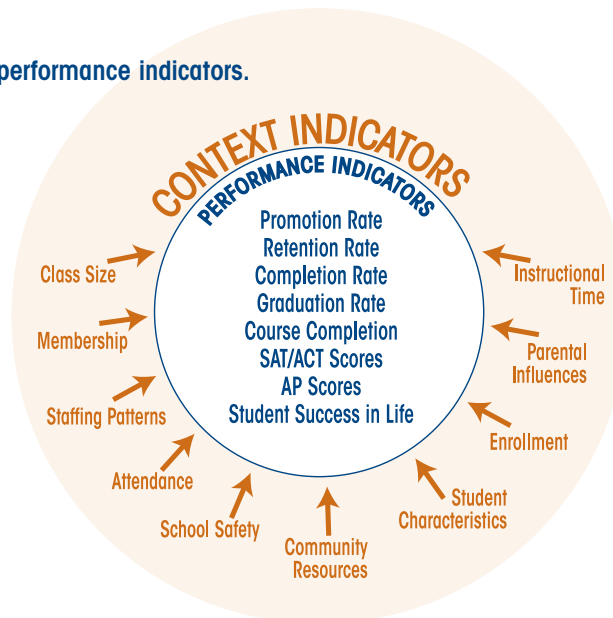 performance indicators.
CONTEXT INDICATORS
PERFORMANCE INDICATORS
Promotion Rate
Retention Rate
Completion Rate
Graduation Rate
Course Completion
SAT/ACT Scores
AP Scores
Student Success in Life
Class Size
Membership
Staffing Patterns
Attendance
School Safety
Community
Resources
Student
Characteristics
Enrollment
Parental
Influences
Instructional
Time